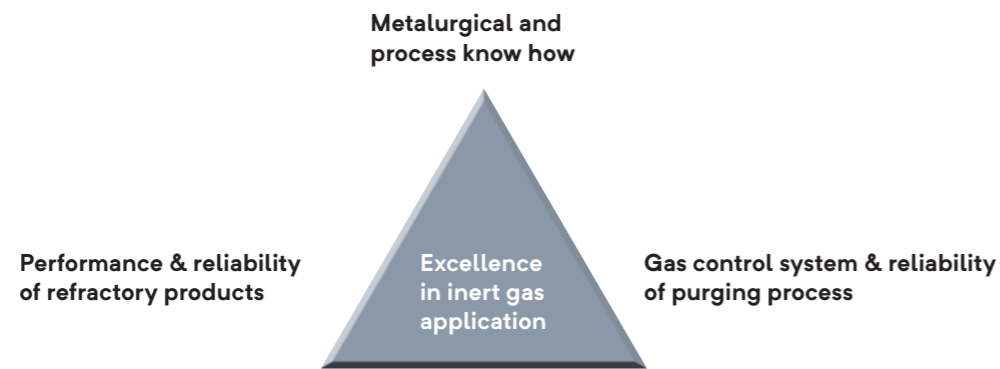 Metalurgical and
process know how
Performance & reliability
of refractory products
Excellence
in inert gas
application
Gas control system & reliability
of purging process